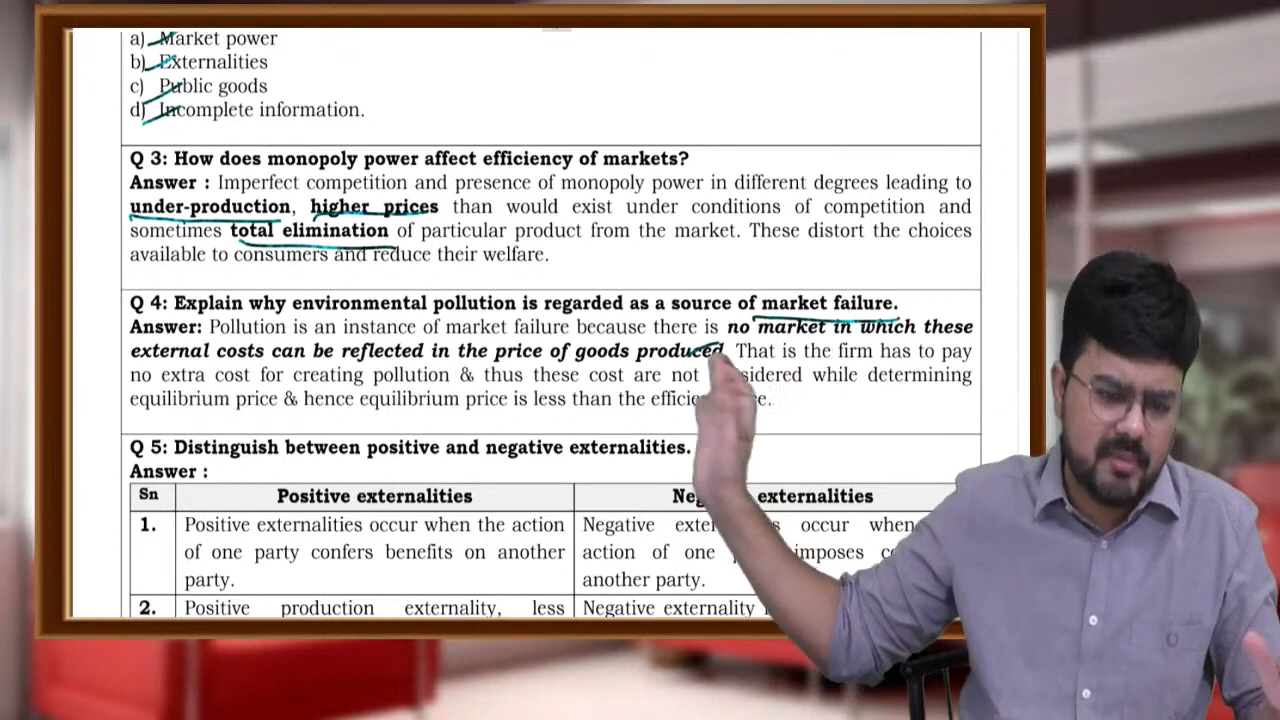 a) Market power
b) Externalities
c) Public goods
d) Incomplete information.
Q 3: How does monopoly power affect efficiency of markets?
Answer : Imperfect competition and presence of monopoly power in different degrees leading to
under-production, higher prices than would exist under conditions of competition and
sometimes total elimination of particular product from the market. These distort the choices
available to consumers and reduce their welfare.
Q 4: Explain why environmental pollution is regarded as a source of market failure.
Answer: Pollution is an instance of market failure because there is no market in which these
external costs can be reflected in the price of goods produced. That is the firm has to pay
no extra cost for creating pollution & thus these cost are not while determining
equilibrium price & hence equilibrium price is less than the
Q 5: Distinguish between positive and negative externalities.
Answer :
Sn Positive externalities externalities
1. Positive externalities occur when the action Negative occur when
of one party confers benefits on another action of one imposes
party. another party.
2. Positive production externality, less Negative externality